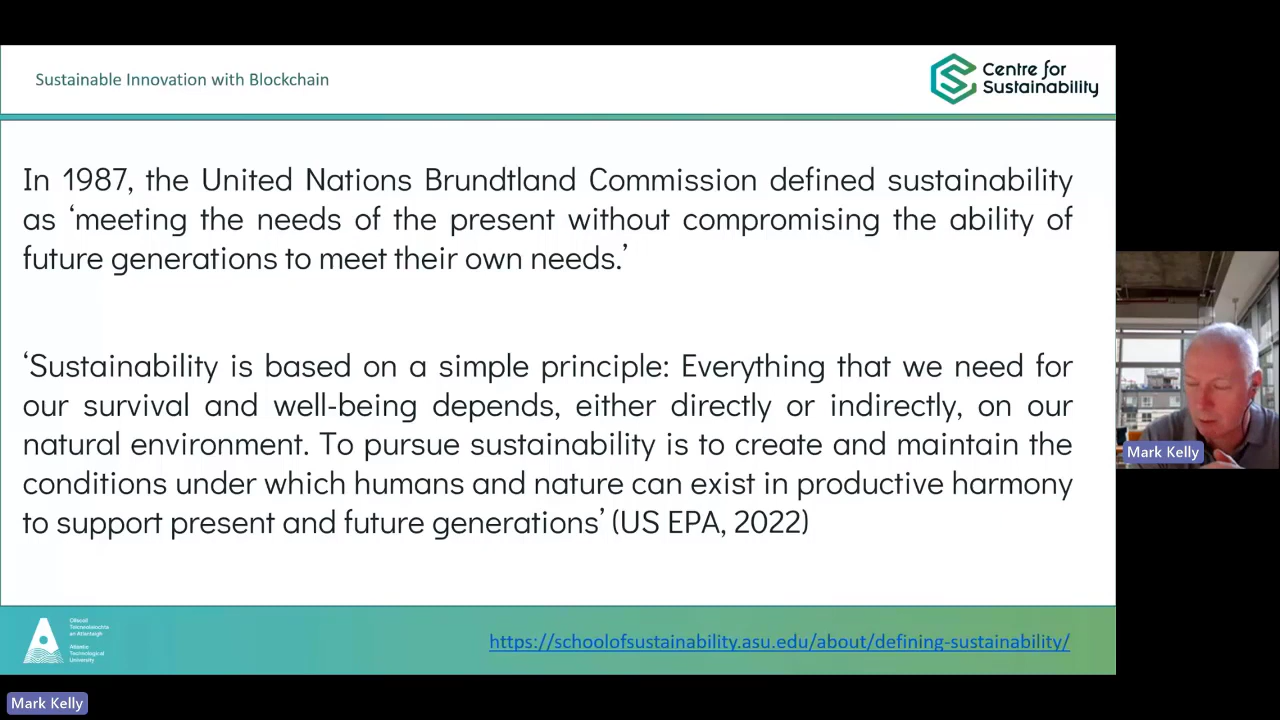 Sustainable Innovation with Blockchain
Centre for
Sustainability
In 1987, the United Nations Brundtland Commission defined sustainability
as ‘meeting the needs of the present without compromising the ability of
future generations to meet their own needs.’
‘Sustainability is based on a simple principle: Everything that we need for
our survival and well-being depends, either directly or indirectly, on our
natural environment. To pursue sustainability is to create and maintain the
conditions under which humans and nature can exist in productive harmony
to support present and future generations’ (US EPA, 2022)
Mark Kelly
Ollscoil
Teicneolaíochta
an Atlantaigh
Atlantic
Technological
University
https://schoolofsustainability.asu.edu/about/defining-sustainability/
Mark Kelly